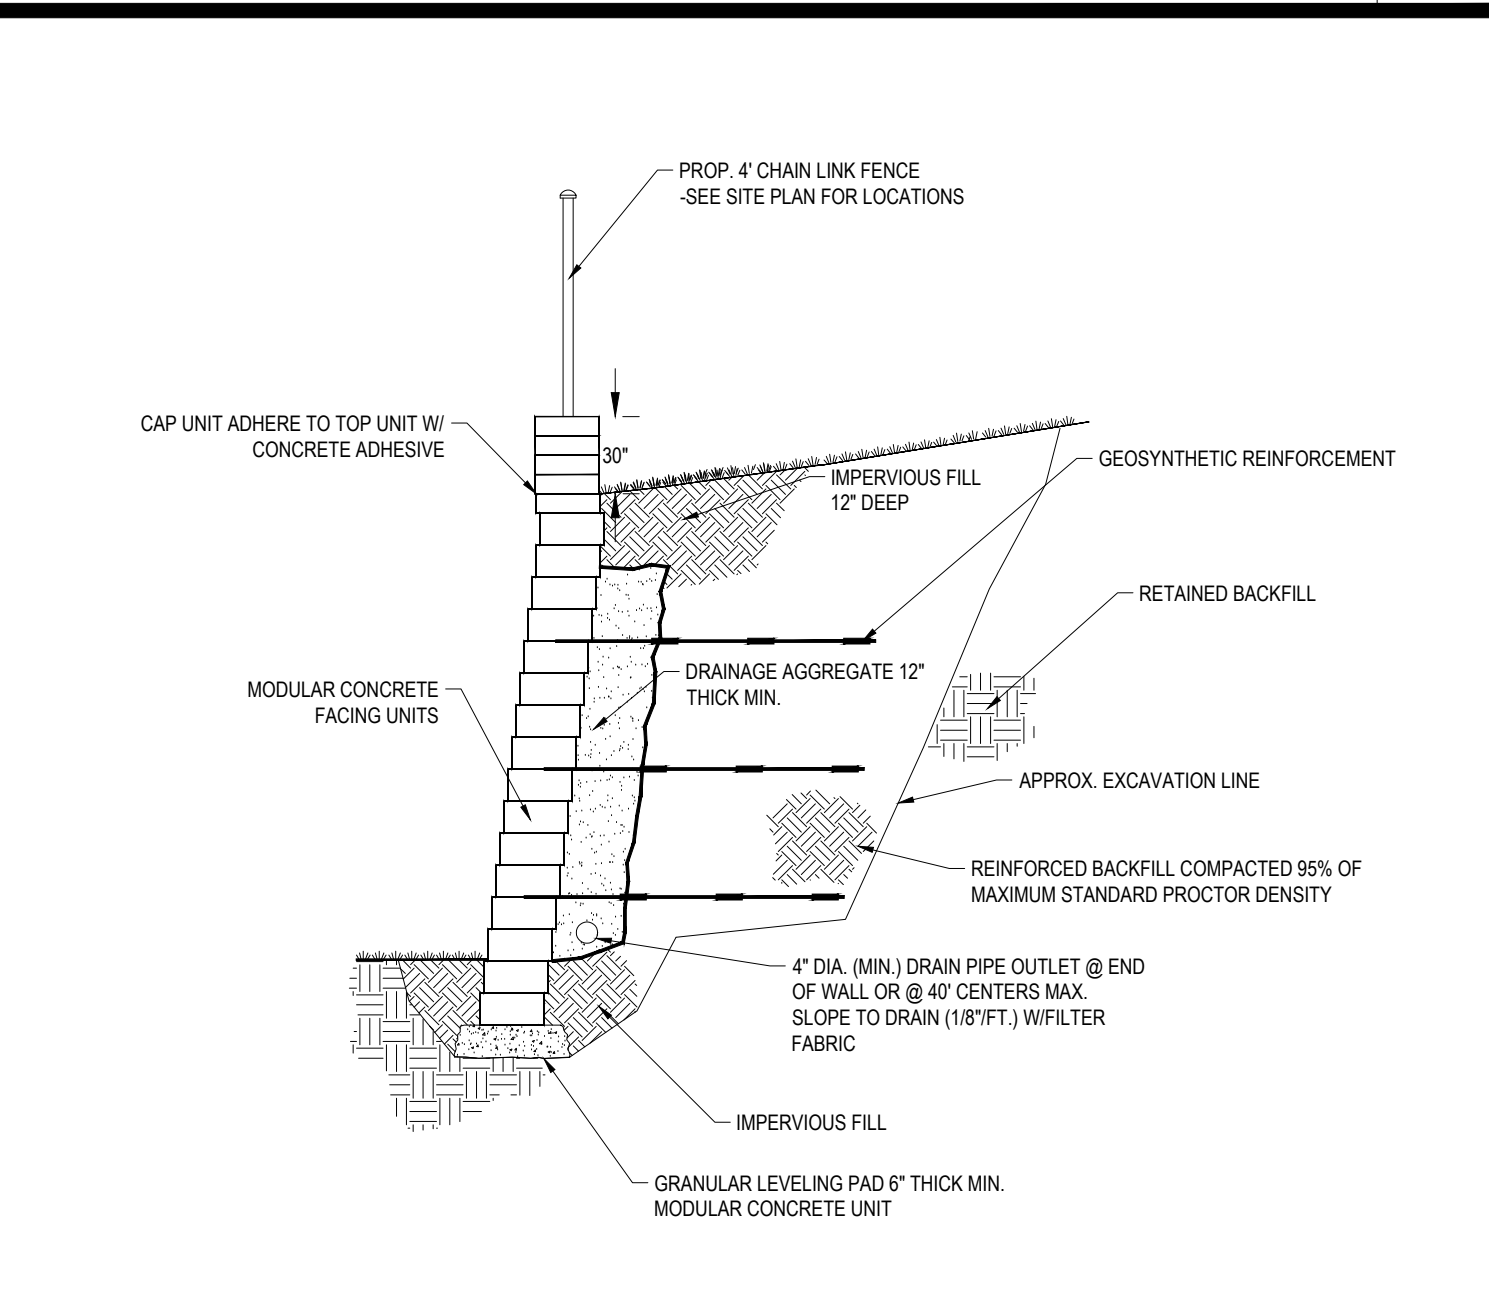 PROP. 4' CHAIN LINK FENCE
-SEE SITE PLAN FOR LOCATIONS
CAP UNIT ADHERE TO TOP UNIT W/
CONCRETE ADHESIVE
30"
GEOSYNTHETIC REINFORCEMENT
IMPERVIOUS FILL
12" DEEP
RETAINED BACKFILL
DRAINAGE AGGREGATE 12"
THICK MIN.
MODULAR CONCRETE
FACING UNITS
APPROX. EXCAVATION LINE
REINFORCED BACKFILL COMPACTED 95% OF
MAXIMUM STANDARD PROCTOR DENSITY
4" DIA. (MIN.) DRAIN PIPE OUTLET @ END
OF WALL OR @ 40' CENTERS MAX.
SLOPE TO DRAIN (1/8"/FT.) W/FILTER
FABRIC
IMPERVIOUS FILL
GRANULAR LEVELING PAD 6" THICK MIN.
MODULAR CONCRETE UNIT